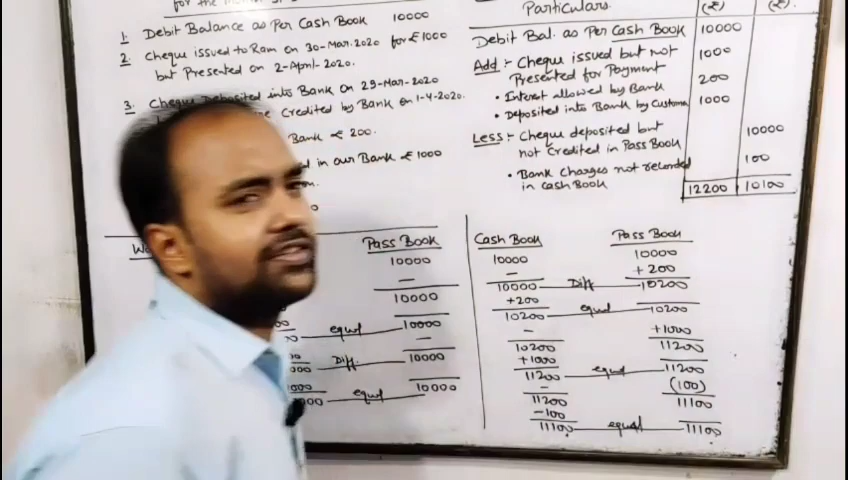 for the month of
1. Debit Balance as Per Cash Book 10000
2. Cheque issued to Ram on 30-Mar-2020 for ₹1000
but Presented on 2-April-2020.
3. Cheque Deposited into Bank on 29-Mar-2020
Credited by Bank on 1-4-2020.
Bank ₹ 200.
in our Bank ₹ 1000
Pass Book
10000
—
10000
equal 10000
—
Diff. 10000
equal 10000
Particulars (₹) (₹)
Debit Bal. as Per Cash Book 10000
Add :- Cheque issued but not 1000
Presented for Payment
• Interest allowed by Bank 200
• Deposited into Bank by Customer 1000
Less :- Cheque deposited but 10000
not Credited in Pass Book
• Bank Charges not recorded 100
in Cash Book
12200 10100
Cash Book Pass Book
10000 10000
— +200
10000 Diff 10200
+200
10200 equal 10200
— +1000
10200 11200
+1000
11200 equal 11200
— (100)
11200 11100
-100
11100 equal 11100